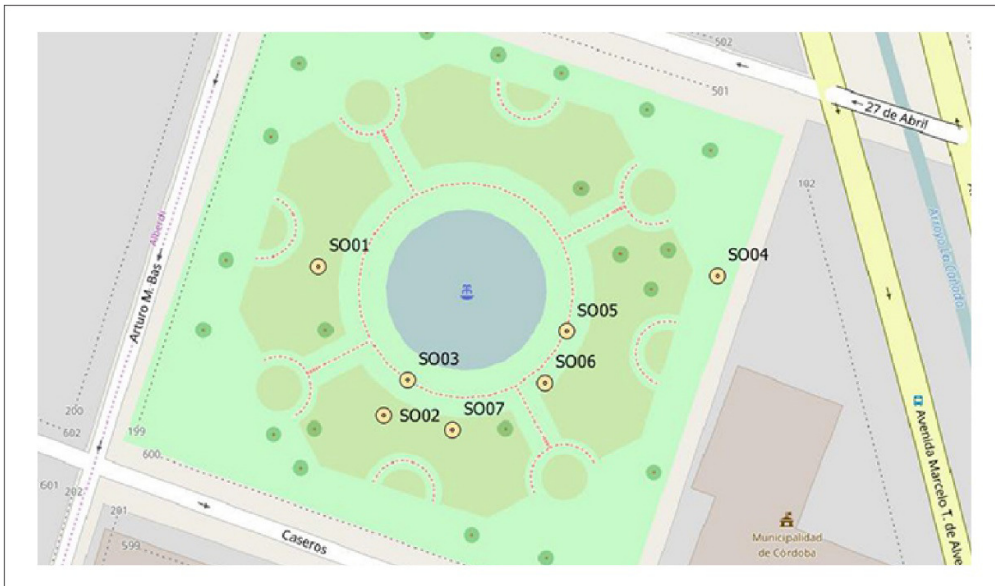 502
501
← 27 de Abril
102
Arroyo La Cañada
Alberdi
Arturo M. Bas
SO01
SO04
SO05
SO03
SO06
SO02
SO07
200
602
199
600
601
202
201
599
Caseros
Avenida Marcelo T. de Alve
Municipalidad
de Córdoba